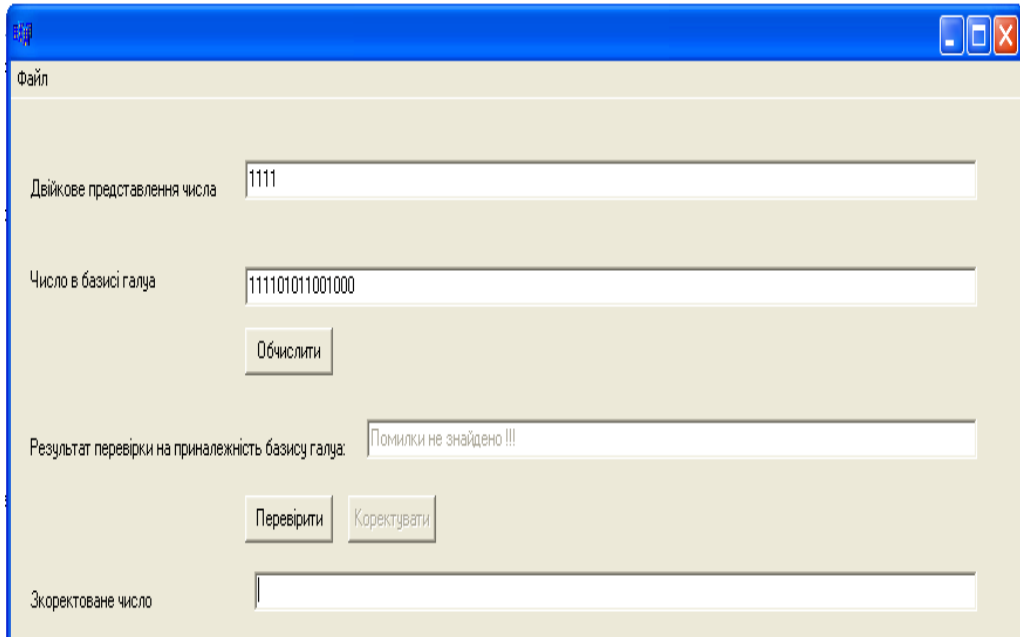 Файл
Двійкове представлення числа 1111
Число в базисі галуа 111101011001000
Обчислити
Результат перевірки на приналежність базису галуа: Помилки не знайдено !!!
Перевірити Коректувати
Зкоректоване число